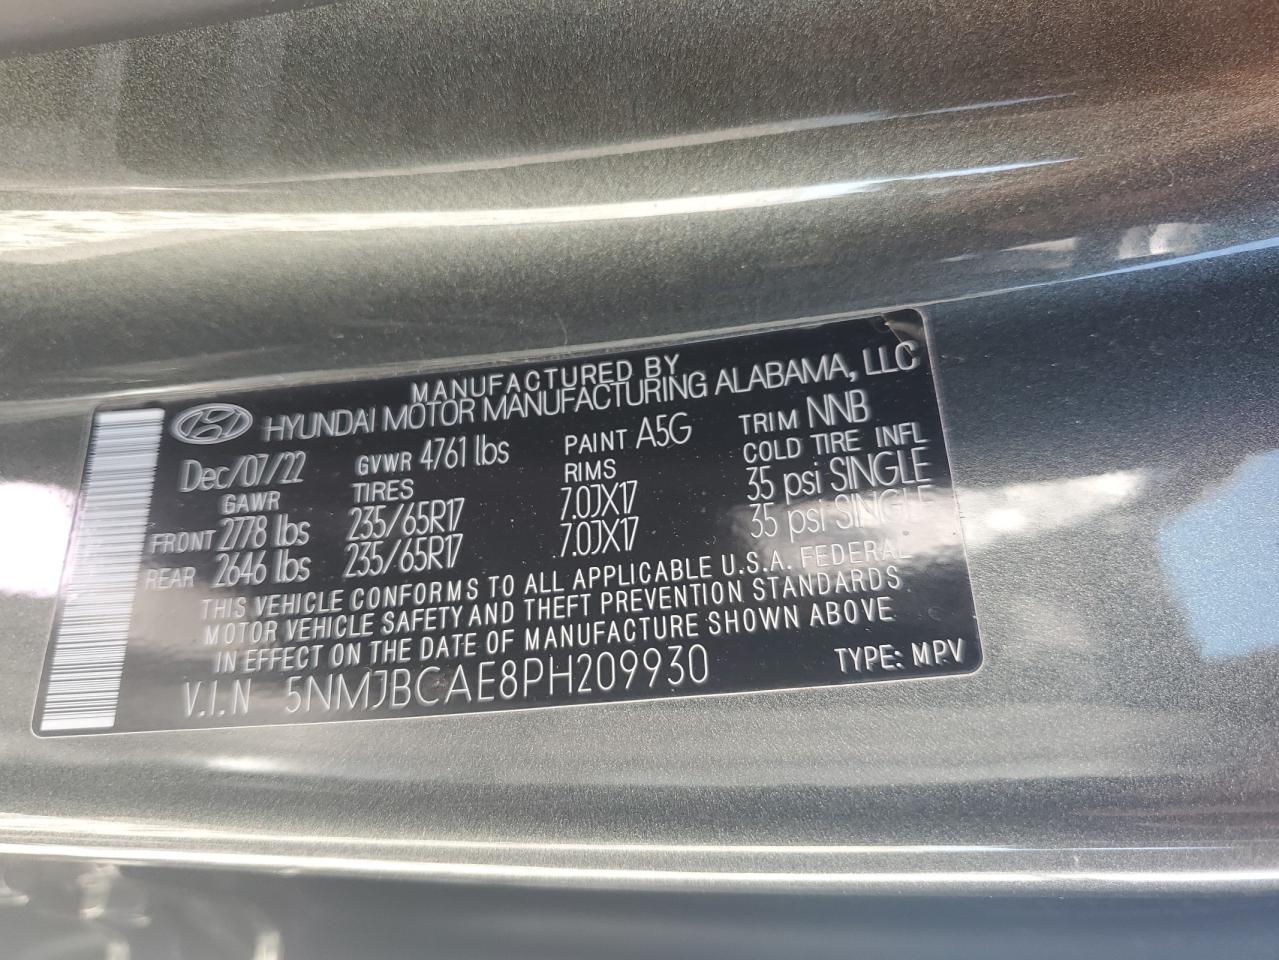 MANUFACTURED BY
HYUNDAI MOTOR MANUFACTURING ALABAMA, LLC
Dec/07/22 GVWR 4761 lbs PAINT A5G TRIM NNB
GAWR TIRES RIMS COLD TIRE INFL
FRONT 2778 lbs 235/65R17 7.0JX17 35 psi SINGLE
REAR 2646 lbs 235/65R17 7.0JX17 35 psi SINGLE
THIS VEHICLE CONFORMS TO ALL APPLICABLE U.S.A. FEDERAL
MOTOR VEHICLE SAFETY AND THEFT PREVENTION STANDARDS
IN EFFECT ON THE DATE OF MANUFACTURE SHOWN ABOVE
V.I.N 5NMJBCAE8PH209930 TYPE: MPV